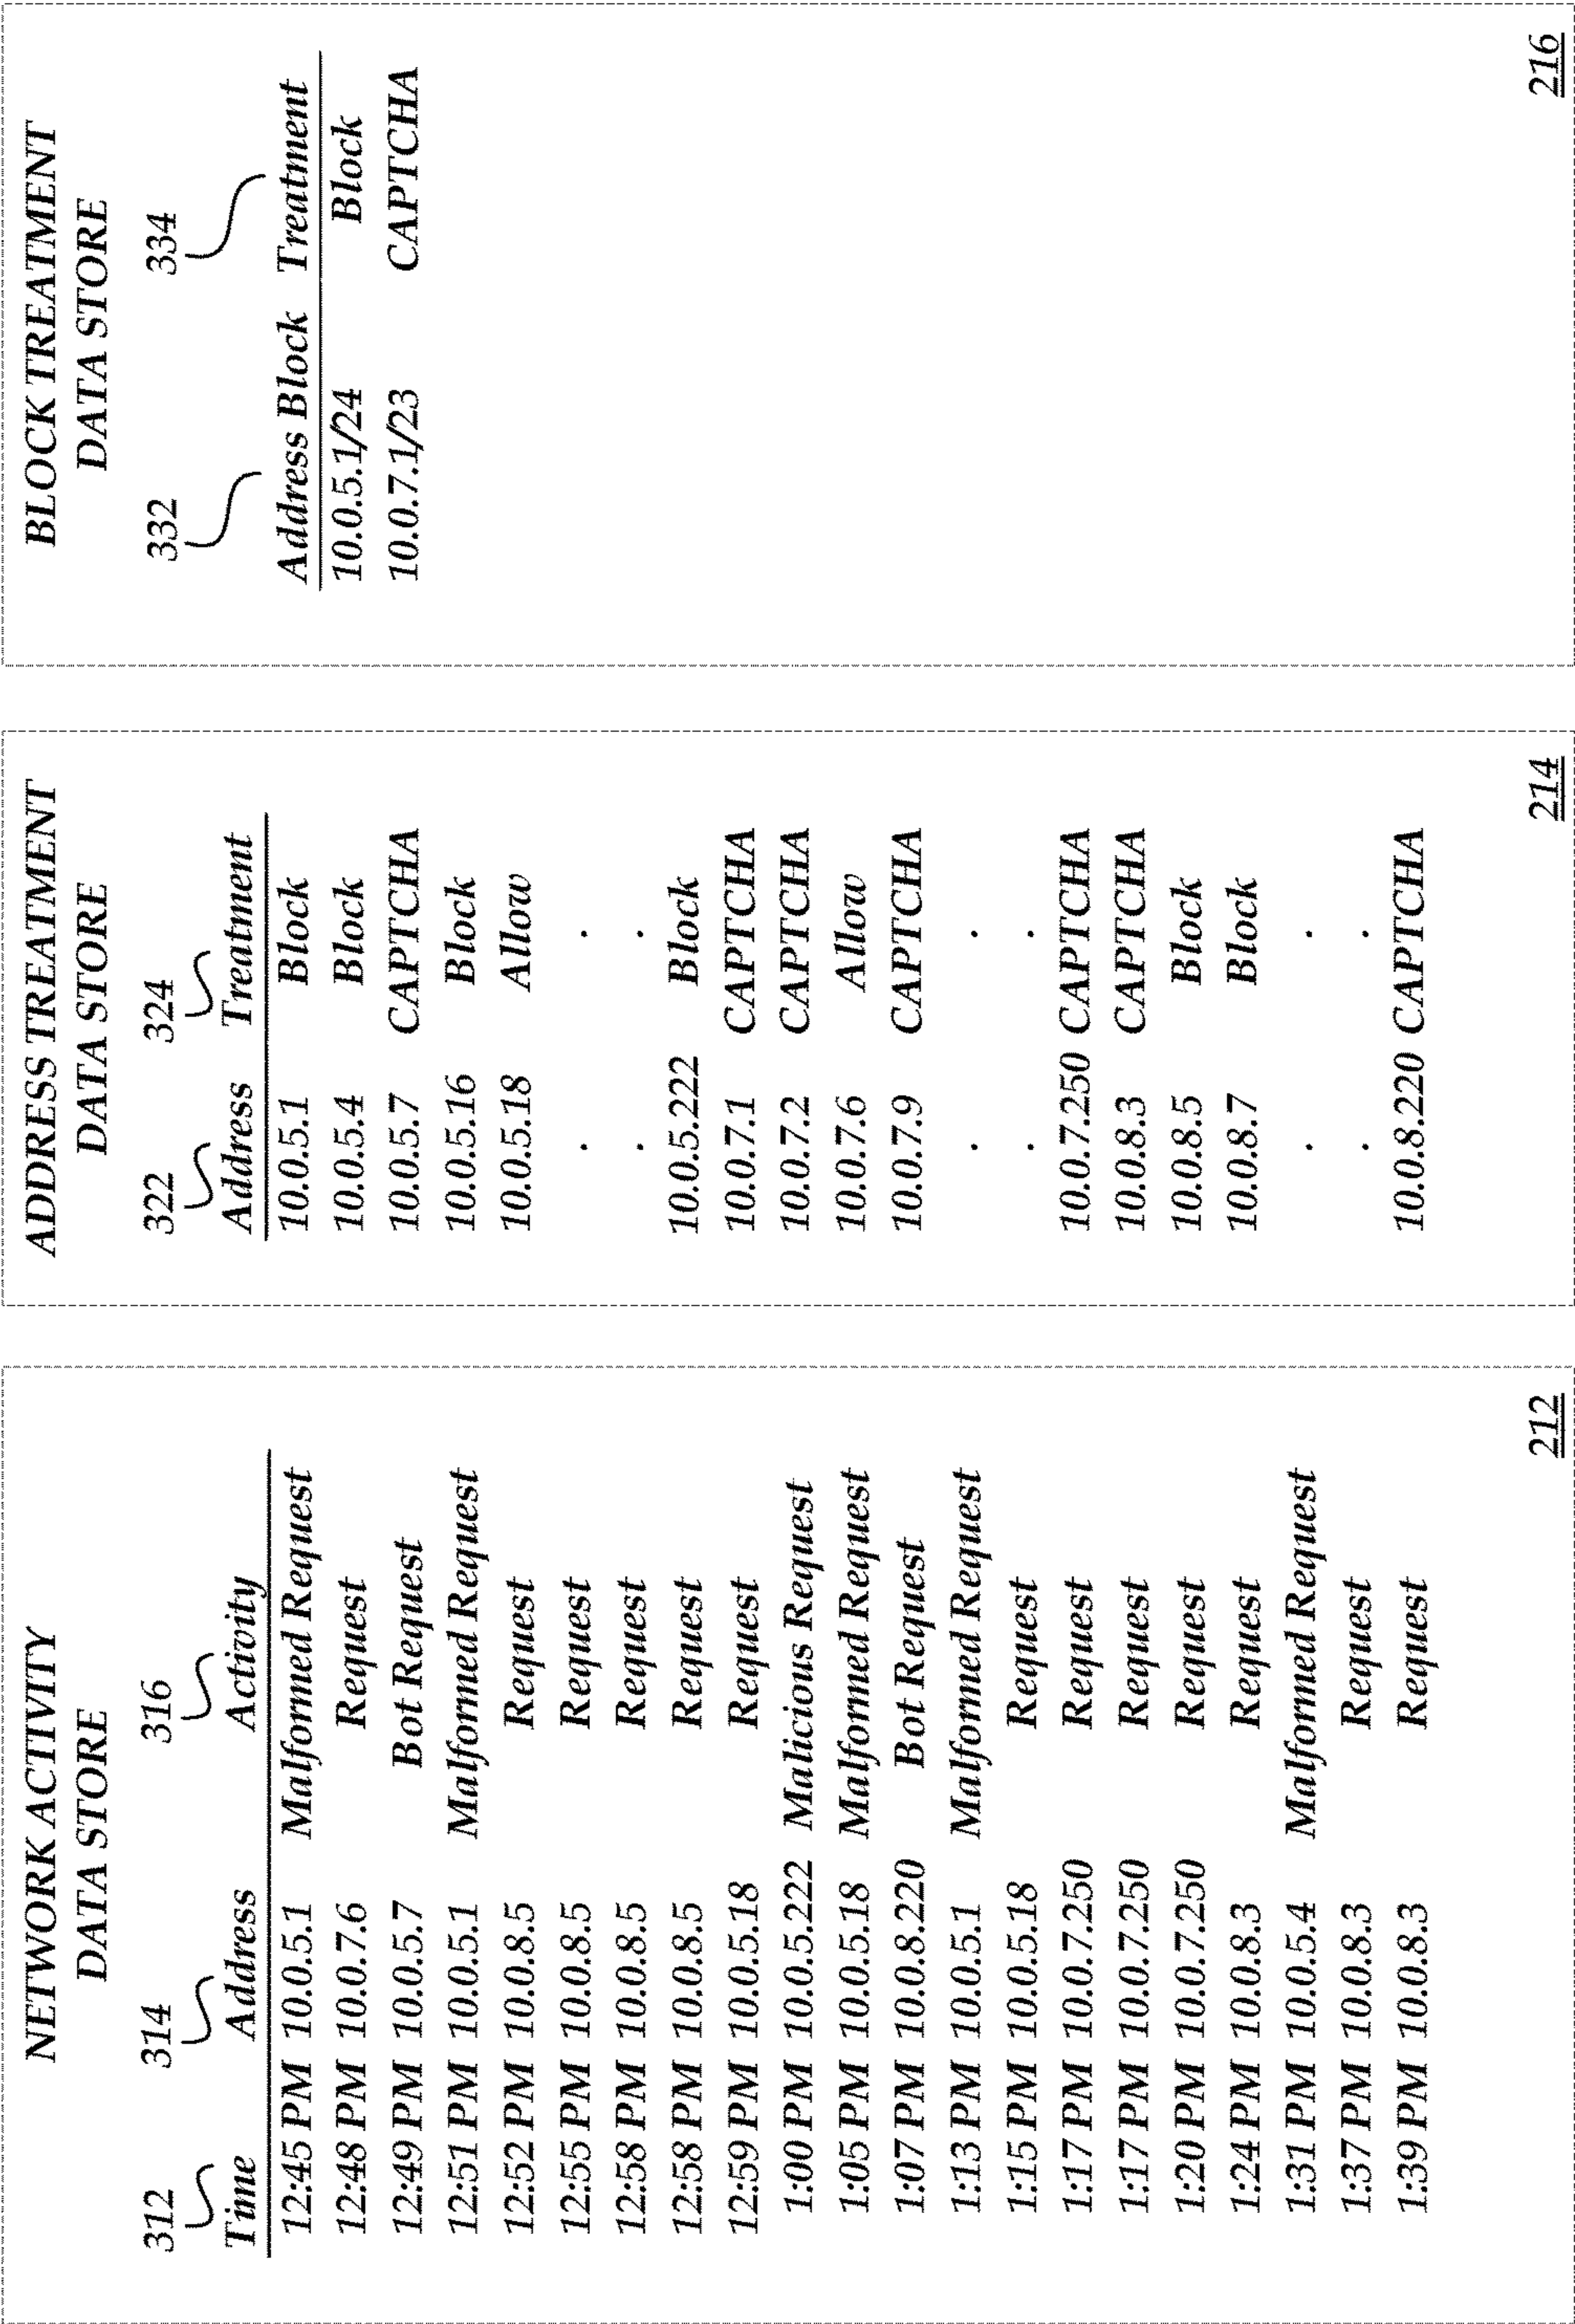 NETWORK ACTIVITY
DATA STORE
312 314 316
Time Address Activity
12:45 PM 10.0.5.1 Malformed Request
12:48 PM 10.0.7.6 Request
12:49 PM 10.0.5.7 Bot Request
12:51 PM 10.0.5.1 Malformed Request
12:52 PM 10.0.8.5 Request
12:55 PM 10.0.8.5 Request
12:58 PM 10.0.8.5 Request
12:58 PM 10.0.8.5 Request
12:59 PM 10.0.5.18 Request
1:00 PM 10.0.5.222 Malicious Request
1:05 PM 10.0.5.18 Malformed Request
1:07 PM 10.0.8.220 Bot Request
1:13 PM 10.0.5.1 Malformed Request
1:15 PM 10.0.5.18 Request
1:17 PM 10.0.7.250 Request
1:17 PM 10.0.7.250 Request
1:20 PM 10.0.7.250 Request
1:24 PM 10.0.8.3 Request
1:31 PM 10.0.5.4 Malformed Request
1:37 PM 10.0.8.3 Request
1:39 PM 10.0.8.3 Request
212
ADDRESS TREATMENT
DATA STORE
322 324
Address Treatment
10.0.5.1 Block
10.0.5.4 Block
10.0.5.7 CAPTCHA
10.0.5.16 Block
10.0.5.18 Allow
. .
. .
10.0.5.222 Block
10.0.7.1 CAPTCHA
10.0.7.2 CAPTCHA
10.0.7.6 Allow
10.0.7.9 CAPTCHA
. .
. .
10.0.7.250 CAPTCHA
10.0.8.3 CAPTCHA
10.0.8.5 Block
10.0.8.7 Block
. .
. .
10.0.8.220 CAPTCHA
214
BLOCK TREATMENT
DATA STORE
332 334
Address Block Treatment
10.0.5.1/24 Block
10.0.7.1/23 CAPTCHA
216